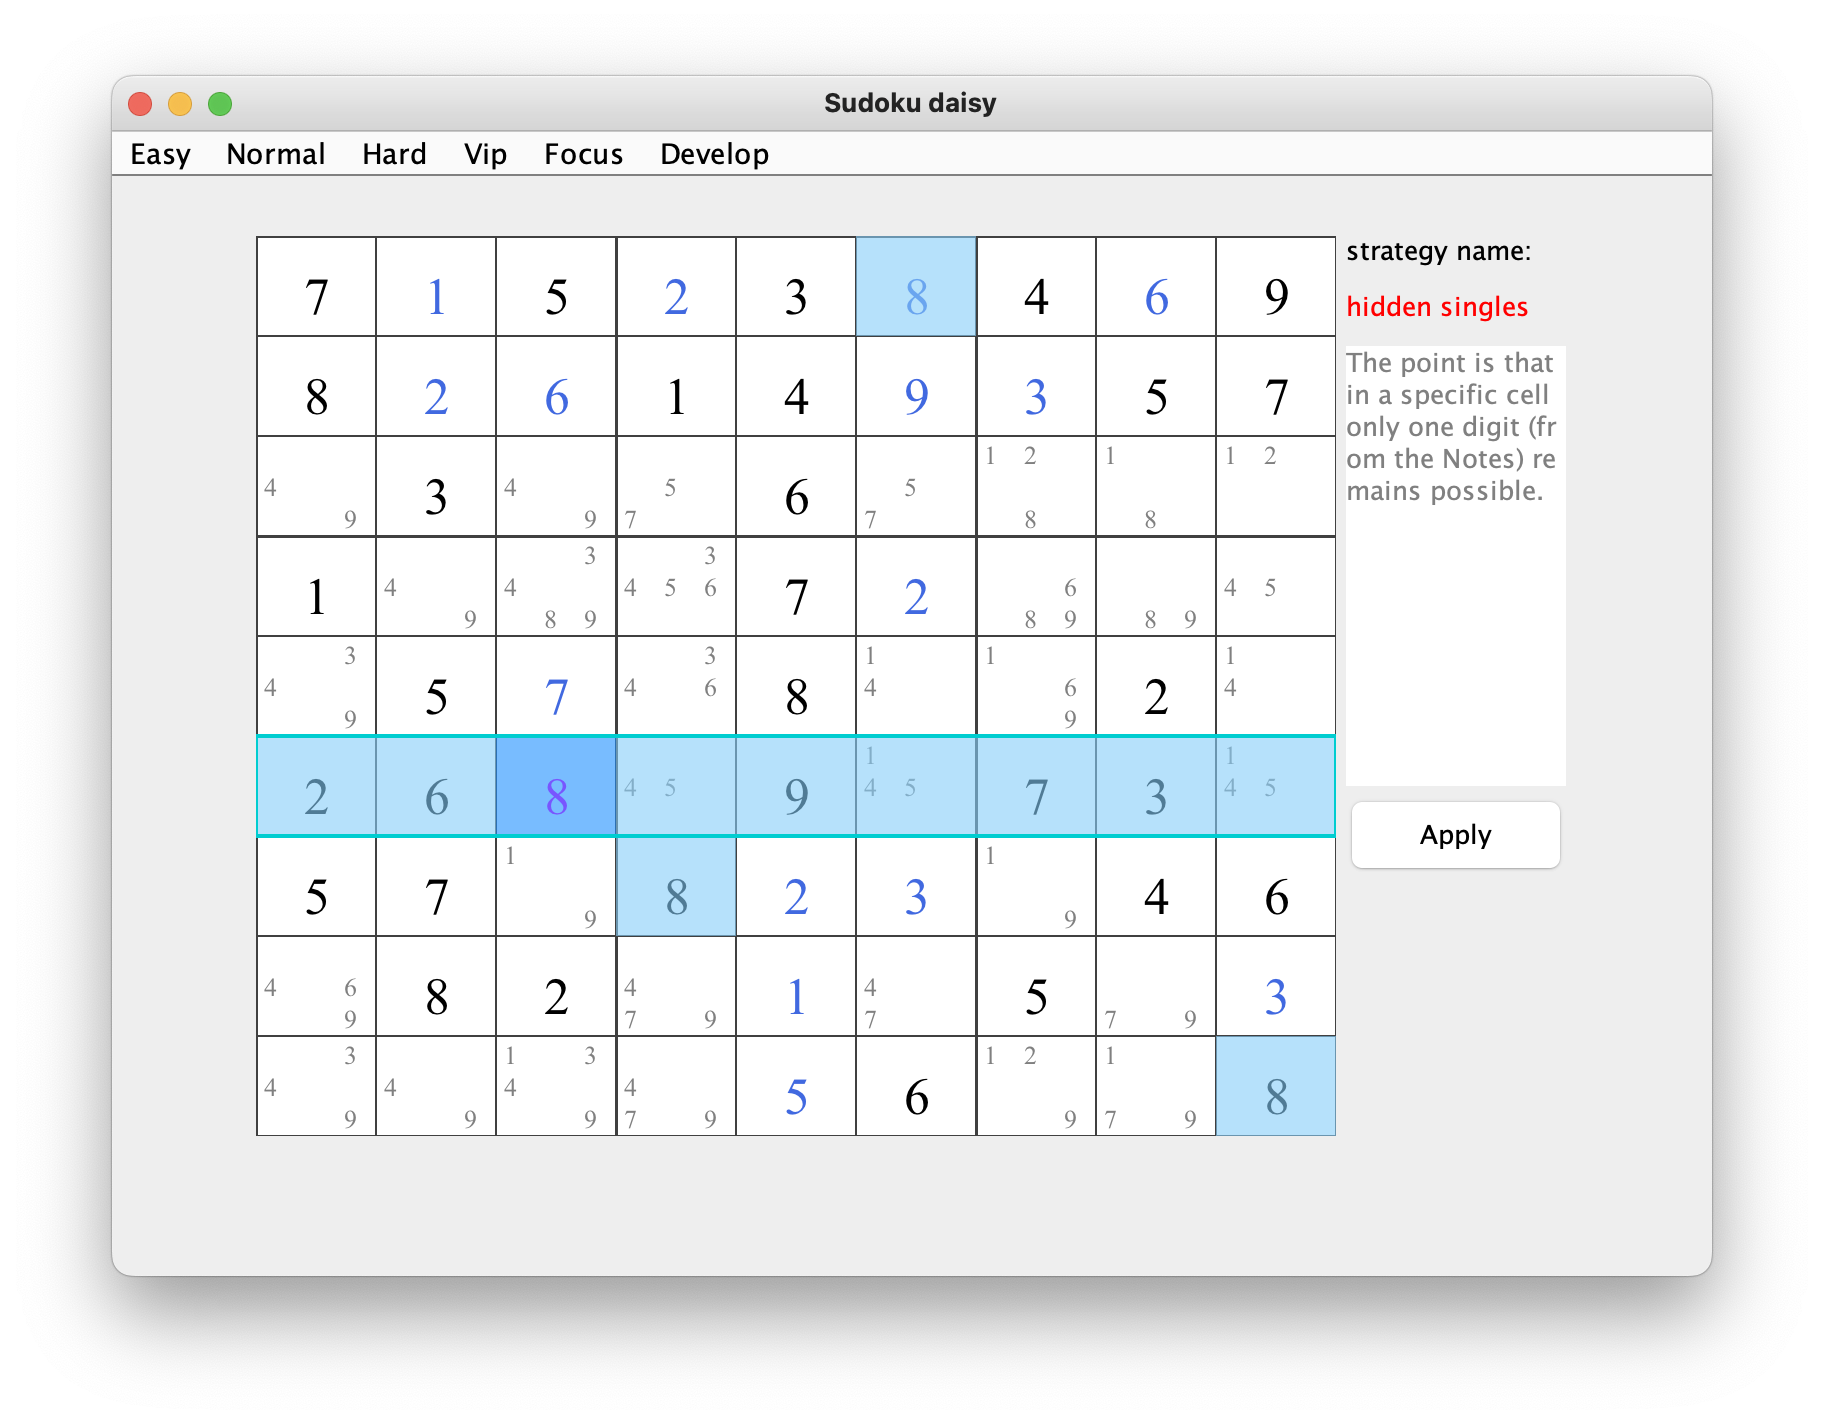 Sudoku daisy
Easy Normal Hard Vip Focus Develop
7 1 5 2 3 8 4 6 9
strategy name:
hidden singles
8 2 6 1 4 9 3 5 7
The point is that
in a specific cell
only one digit (fr
om the Notes) re
mains possible.
1 2 1 1 2
4 3 4 5 6 5
9 9 7 7 8 8
3 3
1 4 4 4 5 6 7 2 6 4 5
9 8 9 8 9 8 9
3 3 1 1 1
4 5 7 4 6 8 4 6 2 4
9 9
1 1
2 6 8 4 5 9 4 5 7 3 4 5
Apply
1 1
5 7 8 2 3 4 6
9 9
4 6 8 2 4 1 4 5 3
9 7 9 7 7 9
3 1 3 1 2 1
4 4 4 4 5 6 8
9 9 9 7 9 9 7 9